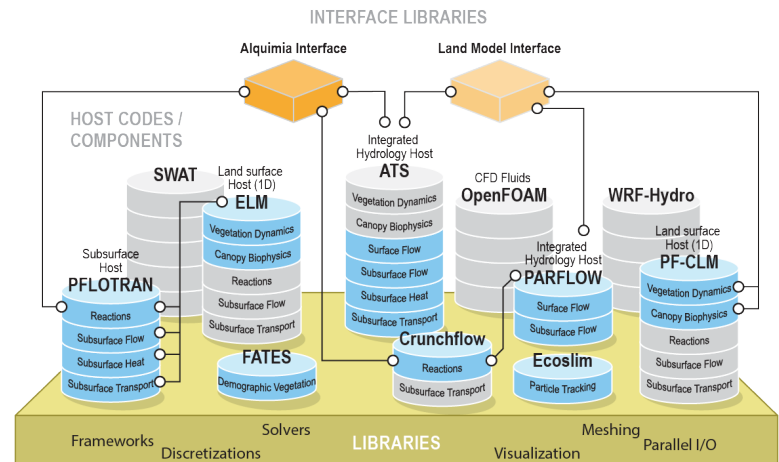 INTERFACE LIBRARIES
Alquimia Interface
Land Model Interface
HOST CODES /
COMPONENTS
SWAT
Land surface
Host (1D)
ELM
Vegetation Dynamics
Canopy Biophysics
Reactions
Subsurface Flow
Subsurface Transport
Integrated
Hydrology Host
ATS
Vegetation Dynamics
Canopy Biophysics
Surface Flow
Subsurface Flow
Subsurface Heat
Subsurface Transport
CFD Fluids
OpenFOAM
WRF-Hydro
Subsurface
Host
PFLOTRAN
Reactions
Subsurface Flow
Subsurface Heat
Subsurface Transport
Integrated
Hydrology Host
PARFLOW
Surface Flow
Subsurface Flow
Land surface
Host (1D)
PF-CLM
Vegetation Dynamics
Canopy Biophysics
Reactions
Subsurface Flow
Subsurface Transport
FATES
Demographic Vegetation
Crunchflow
Reactions
Subsurface Transport
Ecoslim
Particle Tracking
Frameworks
Discretizations
Solvers
LIBRARIES
Visualization
Meshing
Parallel I/O